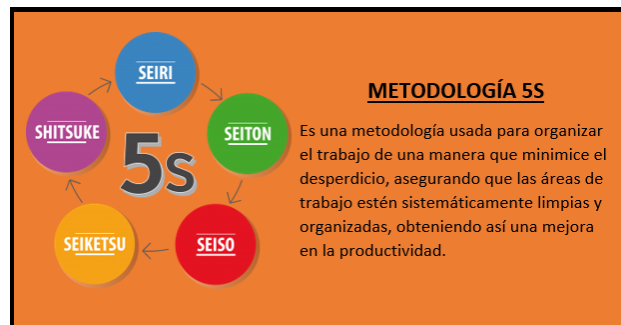 SEIRI
SEITON
SEISO
SEIKETSU
SHITSUKE
5s
METODOLOGÍA 5S
Es una metodología usada para organizar
el trabajo de una manera que minimice el
desperdicio, asegurando que las áreas de
trabajo estén sistemáticamente limpias y
organizadas, obteniendo así una mejora
en la productividad.